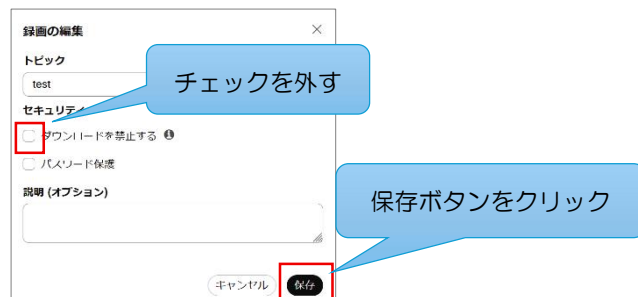 録画の編集
トピック
test
チェックを外す
セキュリティ
ダウンロードを禁止する
パスワード保護
保存ボタンをクリック
説明 (オプション)
キャンセル
保存